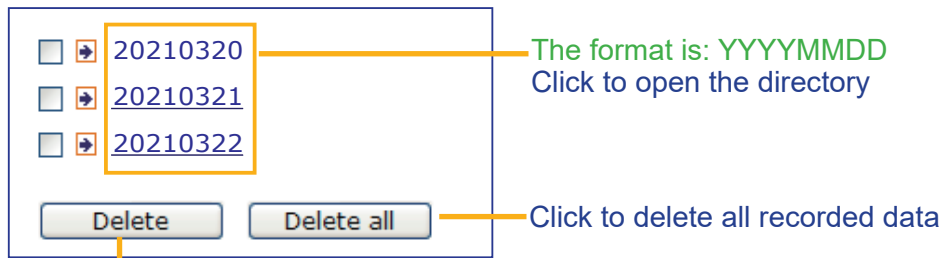 20210320
The format is: YYYYMMDD
Click to open the directory
20210321
20210322
Delete
Delete all
Click to delete all recorded data